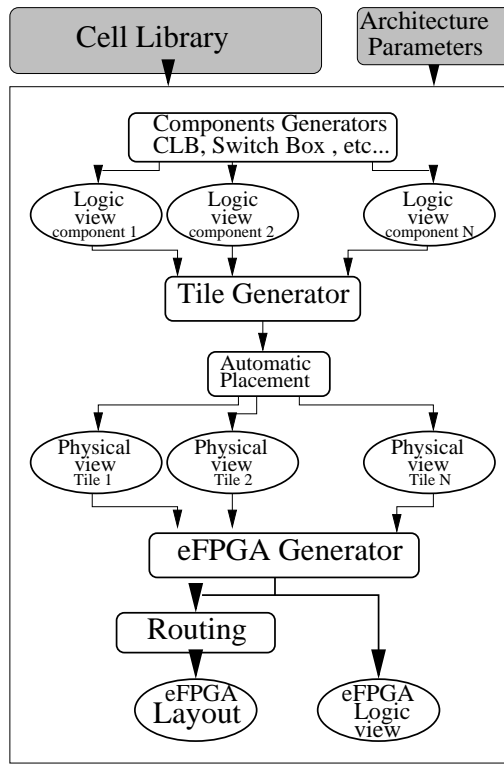 Cell Library
Architecture
Parameters
Components Generators
CLB, Switch Box , etc...
Logic
view
component 1
Logic
view
component 2
Logic
view
component N
Tile Generator
Automatic
Placement
Physical
view
Tile 1
Physical
view
Tile 2
Physical
view
Tile N
eFPGA Generator
Routing
eFPGA
Layout
eFPGA
Logic
view